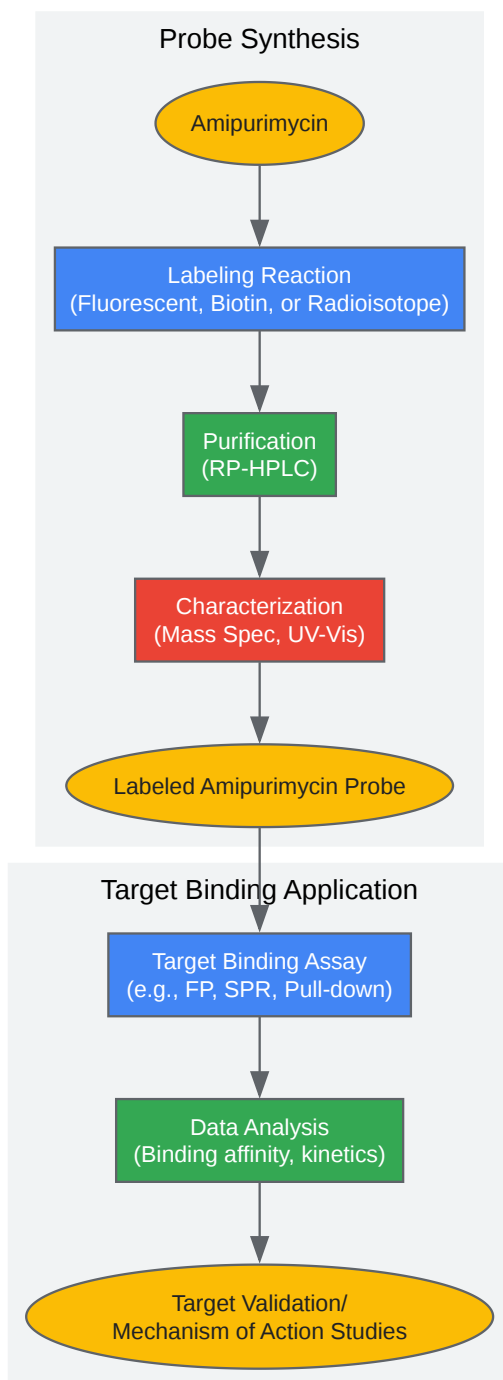 Probe Synthesis
Amipurimycin
Labeling Reaction
(Fluorescent, Biotin, or Radioisotope)
Purification
(RP-HPLC)
Characterization
(Mass Spec, UV-Vis)
Labeled Amipurimycin Probe
Target Binding Application
Target Binding Assay
(e.g., FP, SPR, Pull-down)
Data Analysis
(Binding affinity, kinetics)
Target Validation/
Mechanism of Action Studies